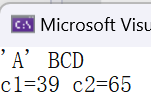 Microsoft Visu
'A' BCD
c1=39 c2=65